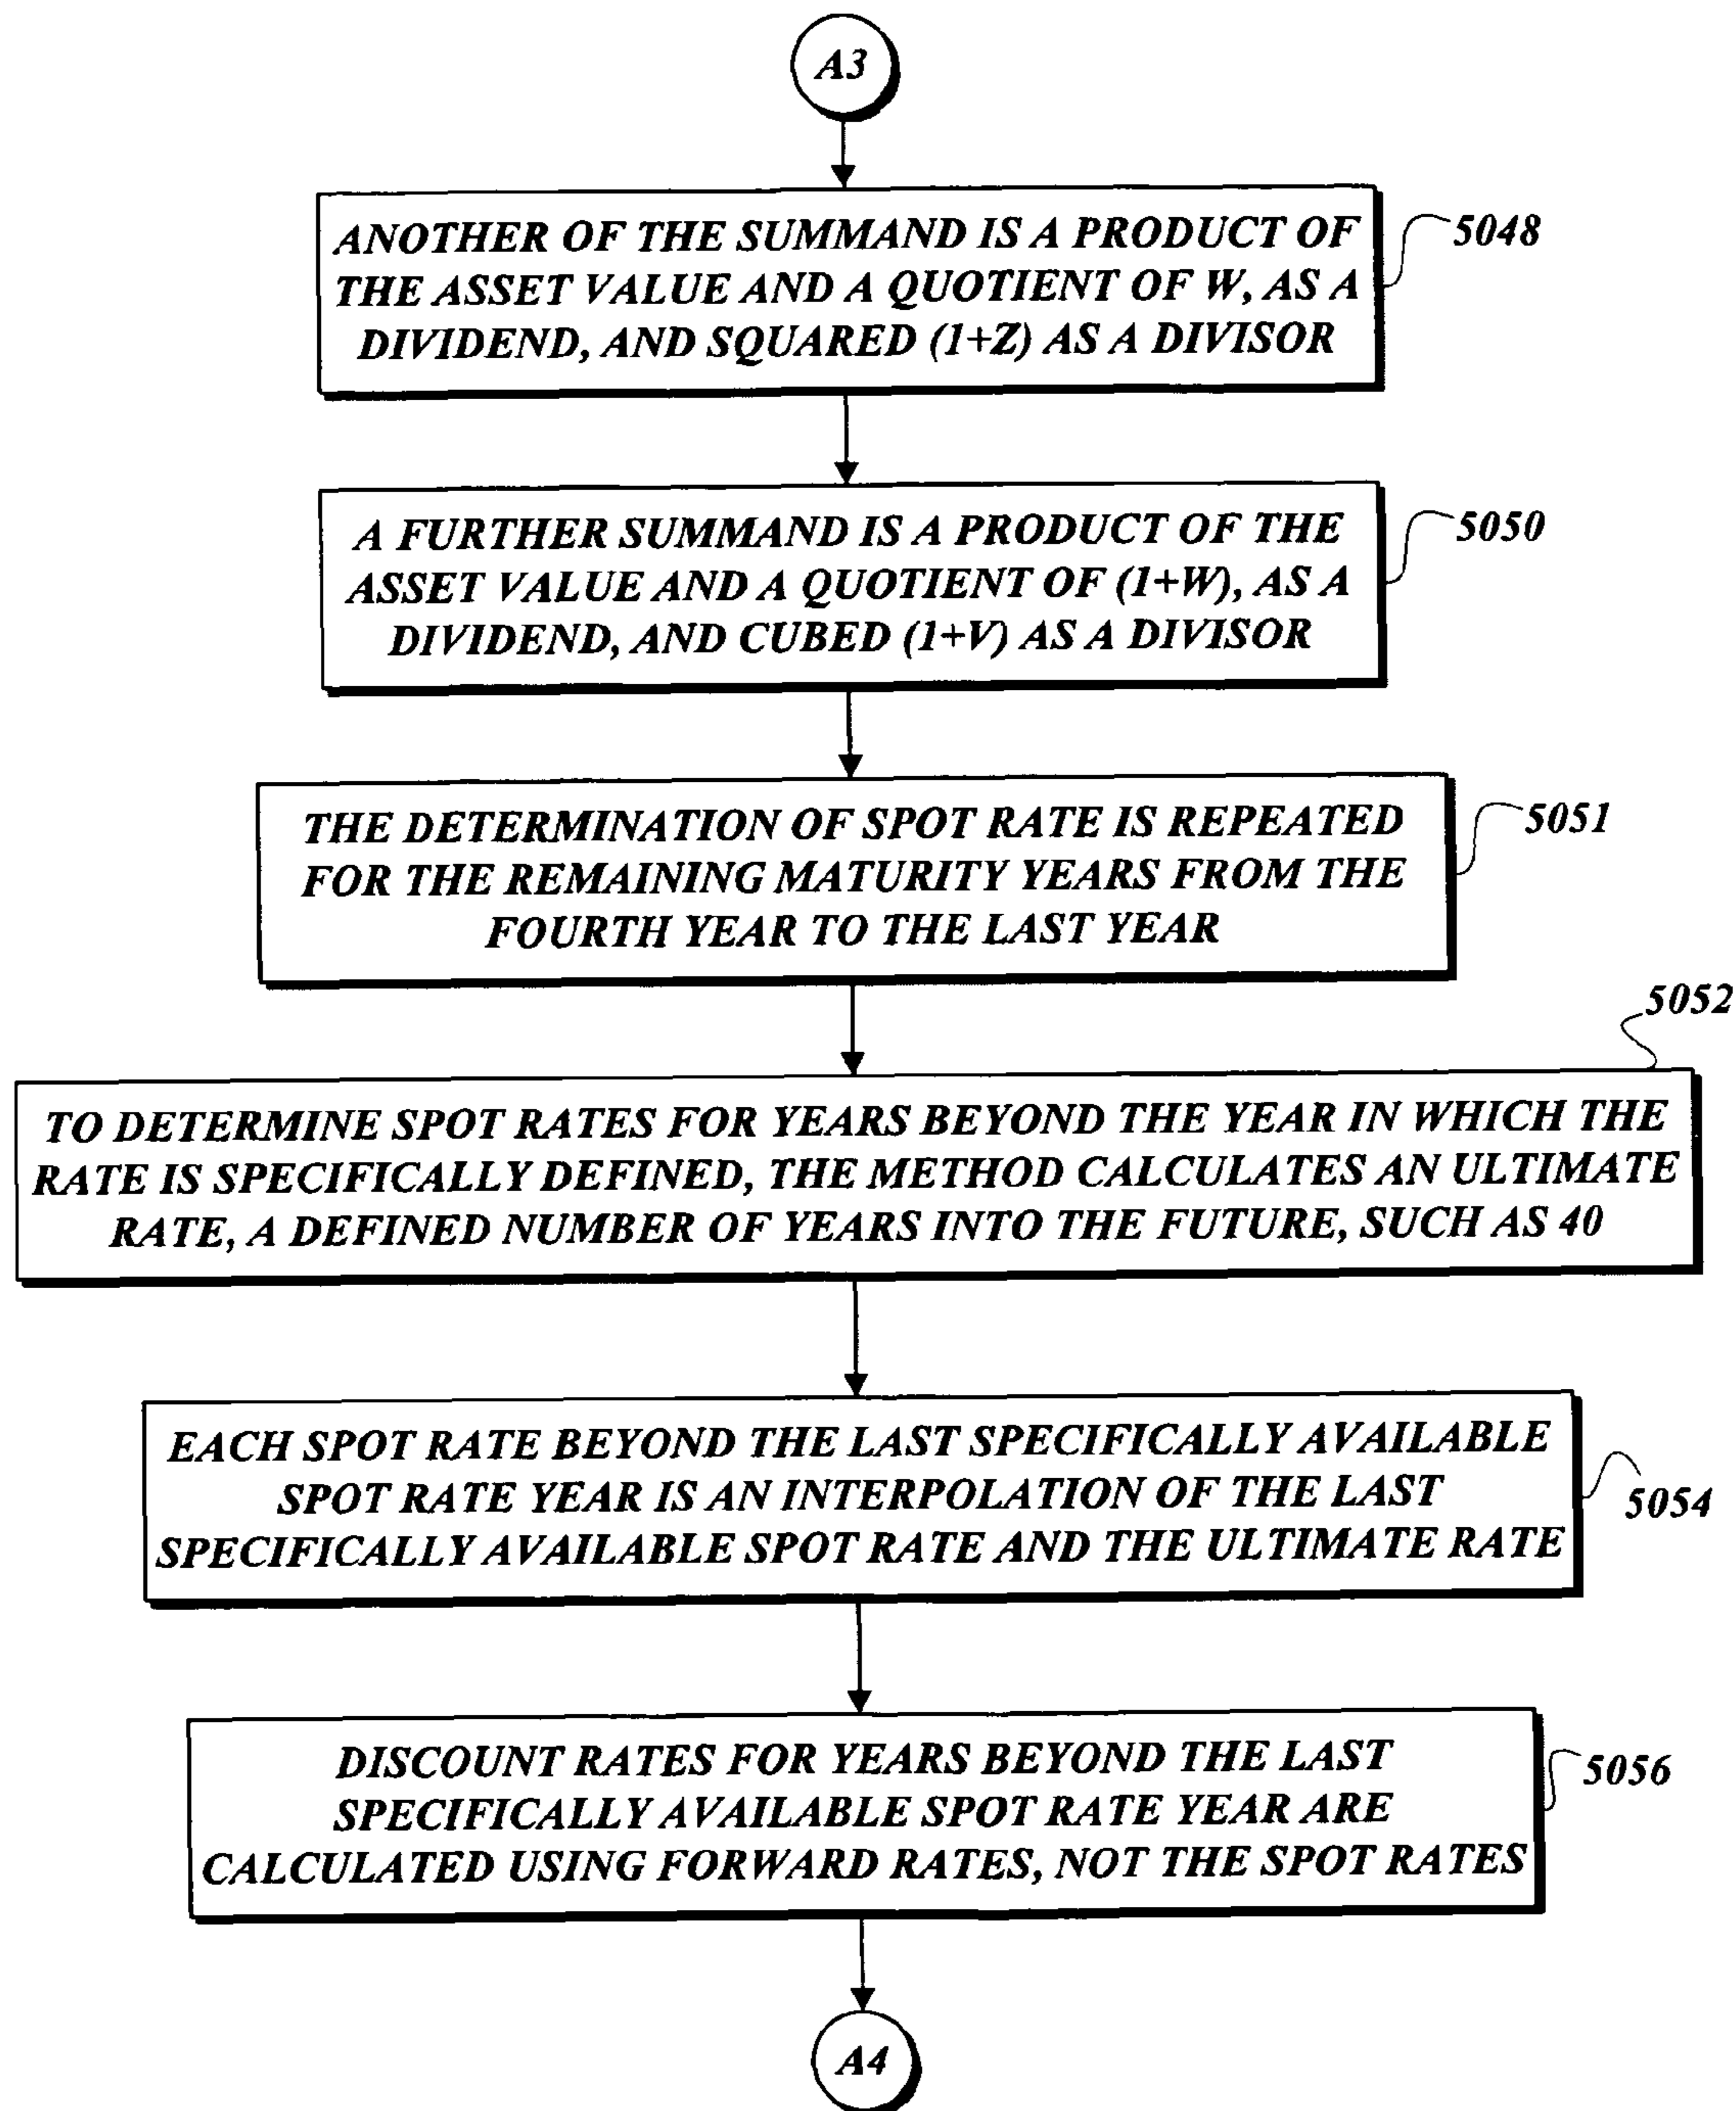 A3
ANOTHER OF THE SUMMAND IS A PRODUCT OF
THE ASSET VALUE AND A QUOTIENT OF W, AS A
DIVIDEND, AND SQUARED (1+Z) AS A DIVISOR
5048
A FURTHER SUMMAND IS A PRODUCT OF THE
ASSET VALUE AND A QUOTIENT OF (1+W), AS A
DIVIDEND, AND CUBED (1+V) AS A DIVISOR
5050
THE DETERMINATION OF SPOT RATE IS REPEATED
FOR THE REMAINING MATURITY YEARS FROM THE
FOURTH YEAR TO THE LAST YEAR
5051
5052
TO DETERMINE SPOT RATES FOR YEARS BEYOND THE YEAR IN WHICH THE
RATE IS SPECIFICALLY DEFINED, THE METHOD CALCULATES AN ULTIMATE
RATE, A DEFINED NUMBER OF YEARS INTO THE FUTURE, SUCH AS 40
EACH SPOT RATE BEYOND THE LAST SPECIFICALLY AVAILABLE
SPOT RATE YEAR IS AN INTERPOLATION OF THE LAST
SPECIFICALLY AVAILABLE SPOT RATE AND THE ULTIMATE RATE
5054
DISCOUNT RATES FOR YEARS BEYOND THE LAST
SPECIFICALLY AVAILABLE SPOT RATE YEAR ARE
CALCULATED USING FORWARD RATES, NOT THE SPOT RATES
5056
A4